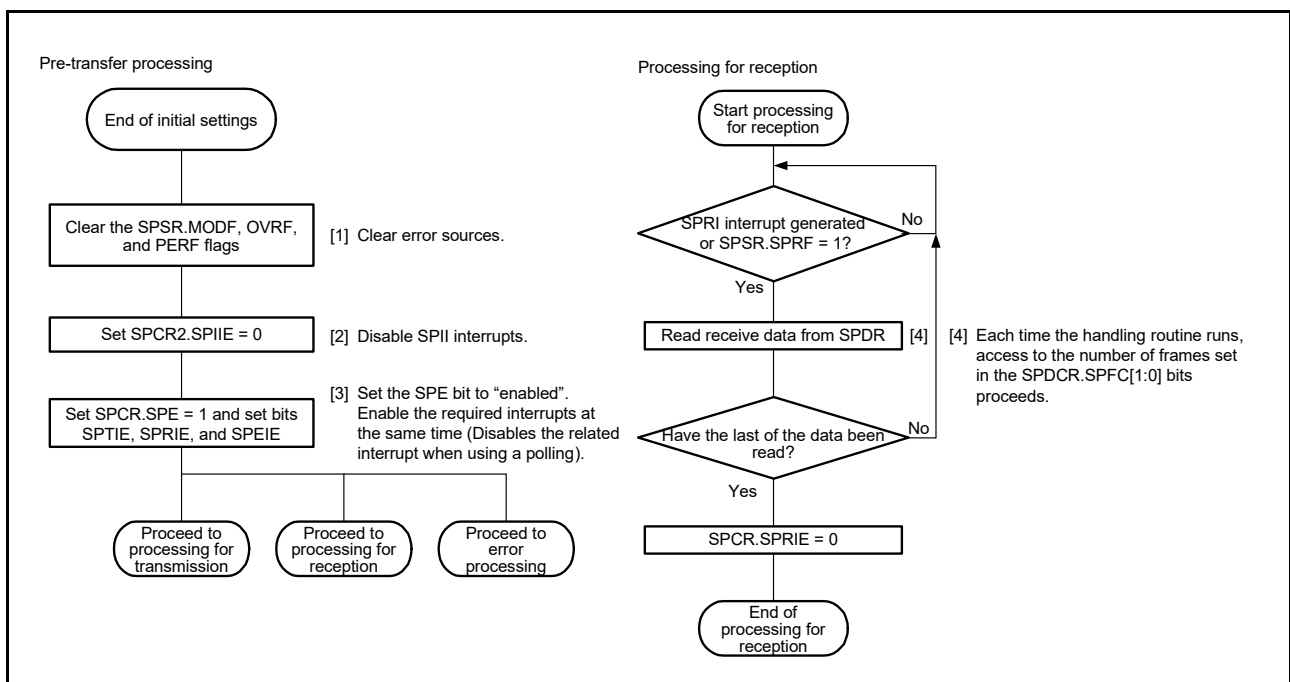 Pre-transfer processing
End of initial settings
Clear the SPSR.MODF, OVRF,
and PERF flags
[1] Clear error sources.
Set SPCR2.SPIIE = 0
[2] Disable SPII interrupts.
Set SPCR.SPE = 1 and set bits
SPTIE, SPRIE, and SPEIE
[3] Set the SPE bit to “enabled”.
Enable the required interrupts at
the same time (Disables the related
interrupt when using a polling).
Proceed to
processing for
transmission
Proceed to
processing for
reception
Proceed to
error
processing
Processing for reception
Start processing
for reception
SPRI interrupt generated
or SPSR.SPRF = 1?
No
Yes
Read receive data from SPDR
[4]
[4] Each time the handling routine runs,
access to the number of frames set
in the SPDCR.SPFC[1:0] bits
proceeds.
Have the last of the data been
read?
No
Yes
SPCR.SPRIE = 0
End of
processing for
reception